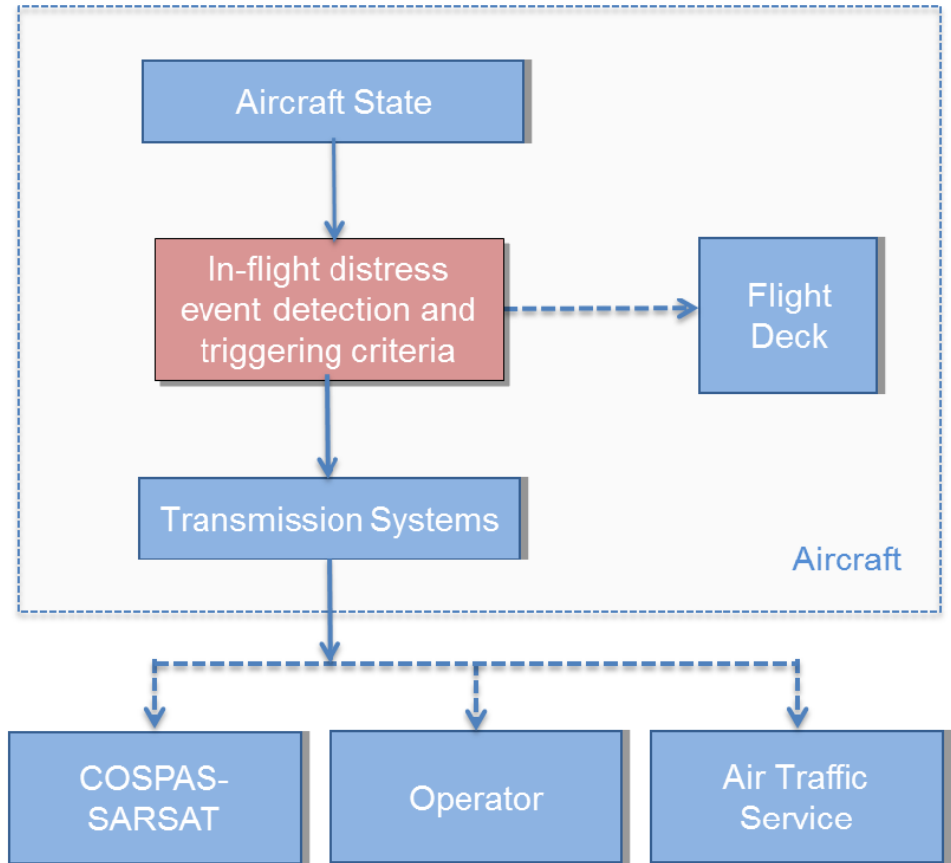 Aircraft State
In-flight distress
event detection and
triggering criteria
Flight
Deck
Transmission Systems
Aircraft
COSPAS-
SARSAT
Operator
Air Traffic
Service